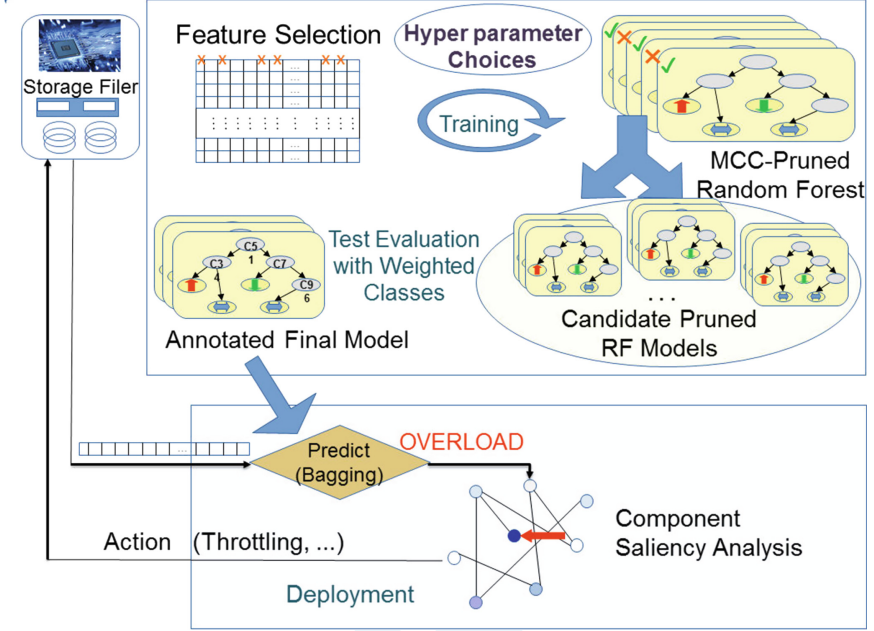 Storage Filer
Feature Selection
X X X X X X
...
...
...
: : : : : ... : : :
...
Hyper parameter
Choices
Training
MCC-Pruned
Random Forest
C5
1
C3
4
C7
C9
6
Annotated Final Model
Test Evaluation
with Weighted
Classes
...
Candidate Pruned
RF Models
....
Predict
(Bagging)
OVERLOAD
Component
Saliency Analysis
Action (Throttling, ...)
Deployment